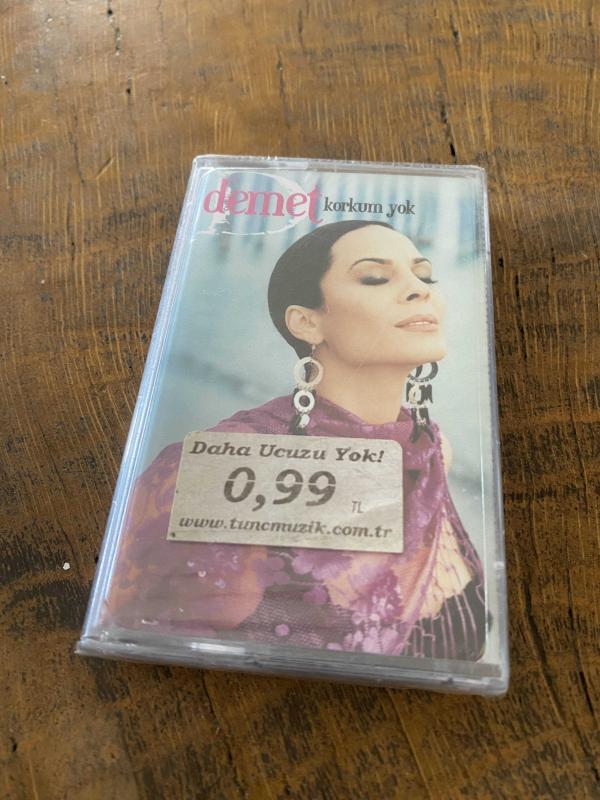 demet korkum yok
Daha Ucuzu Yok!
0,99 TL
www.tuncmuzik.com.tr